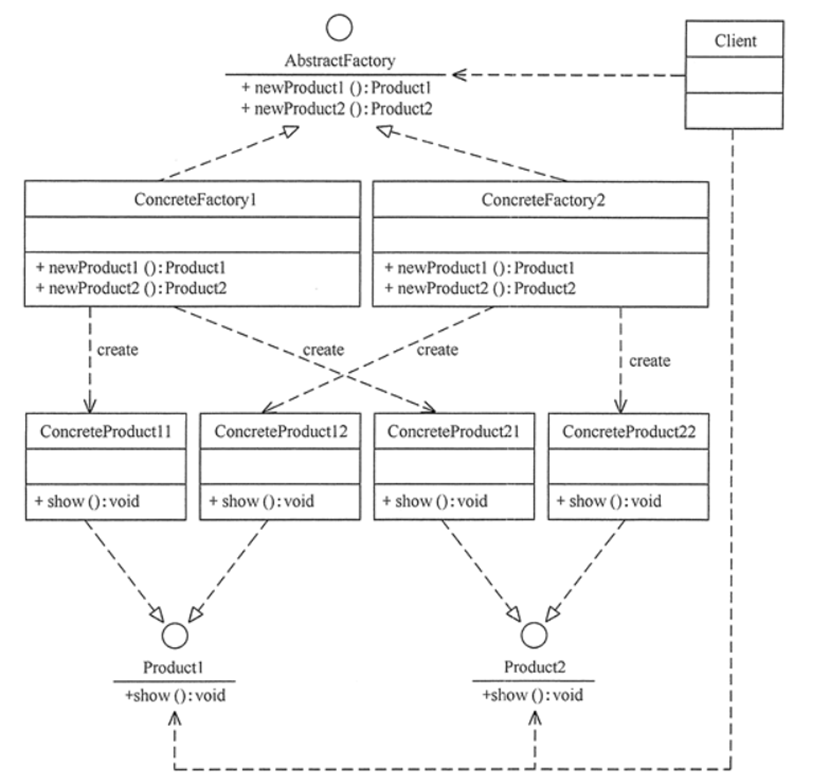 AbstractFactory
+ newProduct1 (): Product1
+ newProduct2 (): Product2
Client
ConcreteFactory1
+ newProduct1 (): Product1
+ newProduct2 (): Product2
ConcreteFactory2
+ newProduct1 (): Product1
+ newProduct2 (): Product2
create
create
create
create
ConcreteProduct11
+ show (): void
ConcreteProduct12
+ show (): void
ConcreteProduct21
+ show (): void
ConcreteProduct22
+ show (): void
Product1
+show (): void
Product2
+show (): void